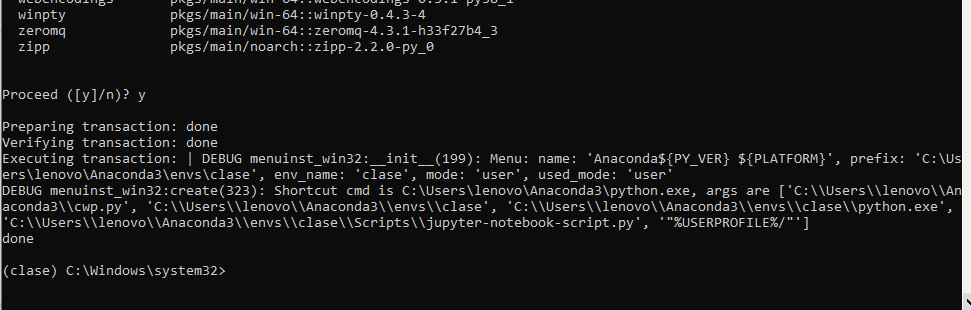 webencodings pkgs/main/win-64::webencodings-0.5.1-py36_1
winpty pkgs/main/win-64::winpty-0.4.3-4
zeromq pkgs/main/win-64::zeromq-4.3.1-h33f27b4_3
zipp pkgs/main/noarch::zipp-2.2.0-py_0
Proceed ([y]/n)? y
Preparing transaction: done
Verifying transaction: done
Executing transaction: | DEBUG menuinst_win32:__init__(199): Menu: name: 'Anaconda${PY_VER} ${PLATFORM}', prefix: 'C:\Us
ers\lenovo\Anaconda3\envs\clase', env_name: 'clase', mode: 'user', used_mode: 'user'
DEBUG menuinst_win32:create(323): Shortcut cmd is C:\Users\lenovo\Anaconda3\python.exe, args are ['C:\\Users\\lenovo\\An
aconda3\\cwp.py', 'C:\\Users\\lenovo\\Anaconda3\\envs\\clase', 'C:\\Users\\lenovo\\Anaconda3\\envs\\clase\\python.exe',
'C:\\Users\\lenovo\\Anaconda3\\envs\\clase\\Scripts\\jupyter-notebook-script.py', '"%USERPROFILE%/"']
done
(clase) C:\Windows\system32>